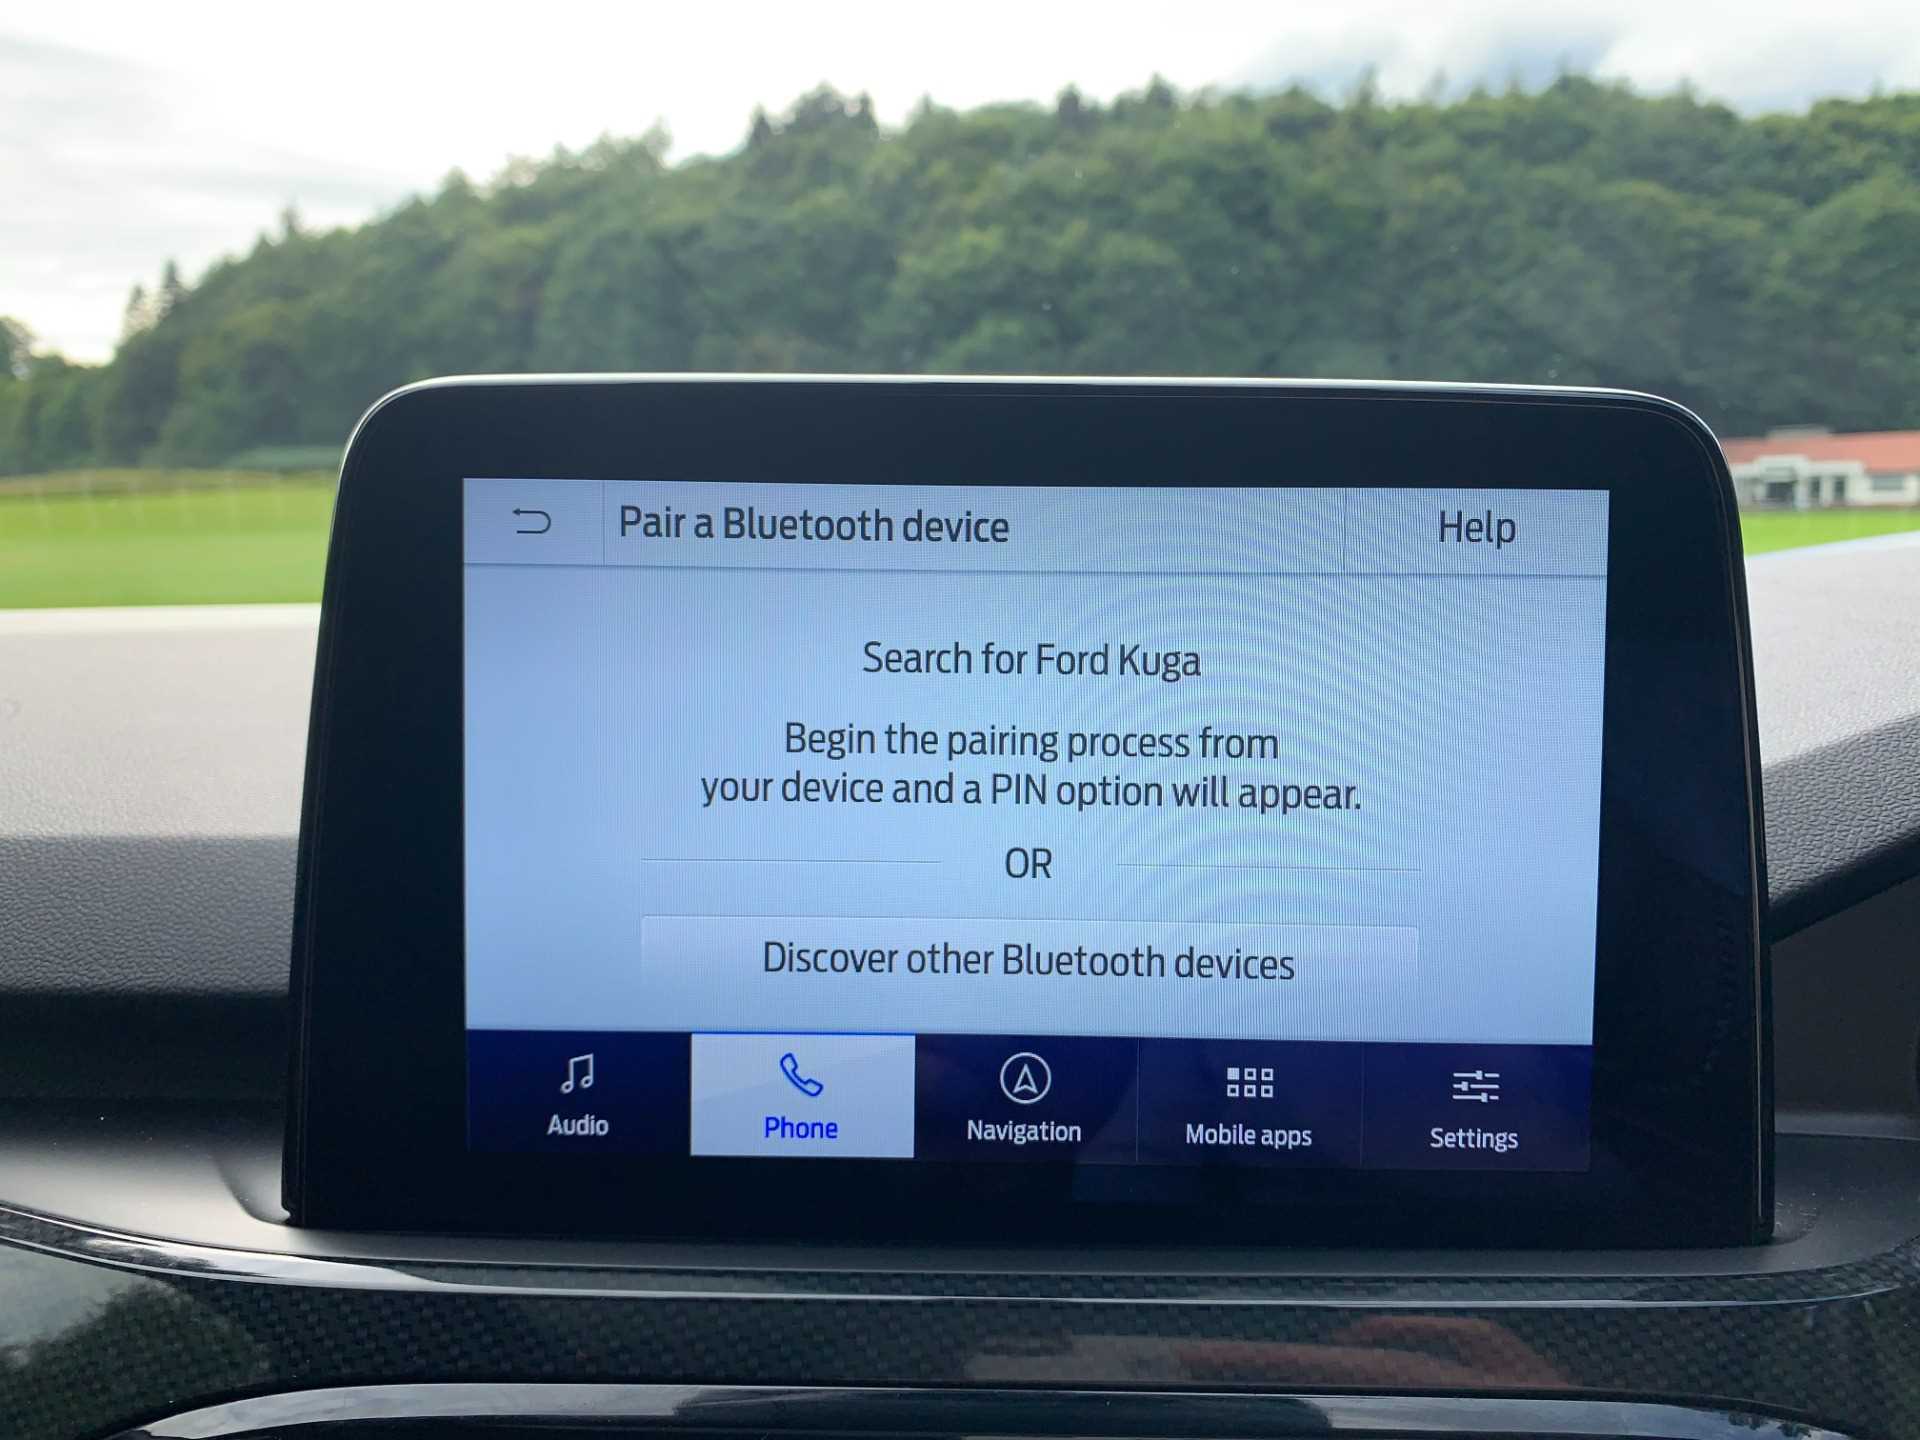 Pair a Bluetooth device
Help
Search for Ford Kuga
Begin the pairing process from
your device and a PIN option will appear.
OR
Discover other Bluetooth devices
Audio
Phone
Navigation
Mobile apps
Settings